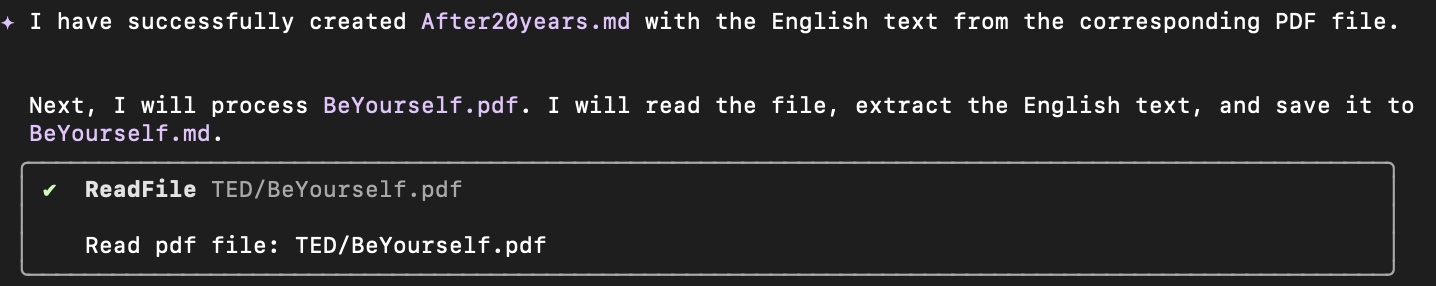 ✦ I have successfully created After20years.md with the English text from the corresponding PDF file.
Next, I will process BeYourself.pdf. I will read the file, extract the English text, and save it to
BeYourself.md.
✔ ReadFile TED/BeYourself.pdf
Read pdf file: TED/BeYourself.pdf